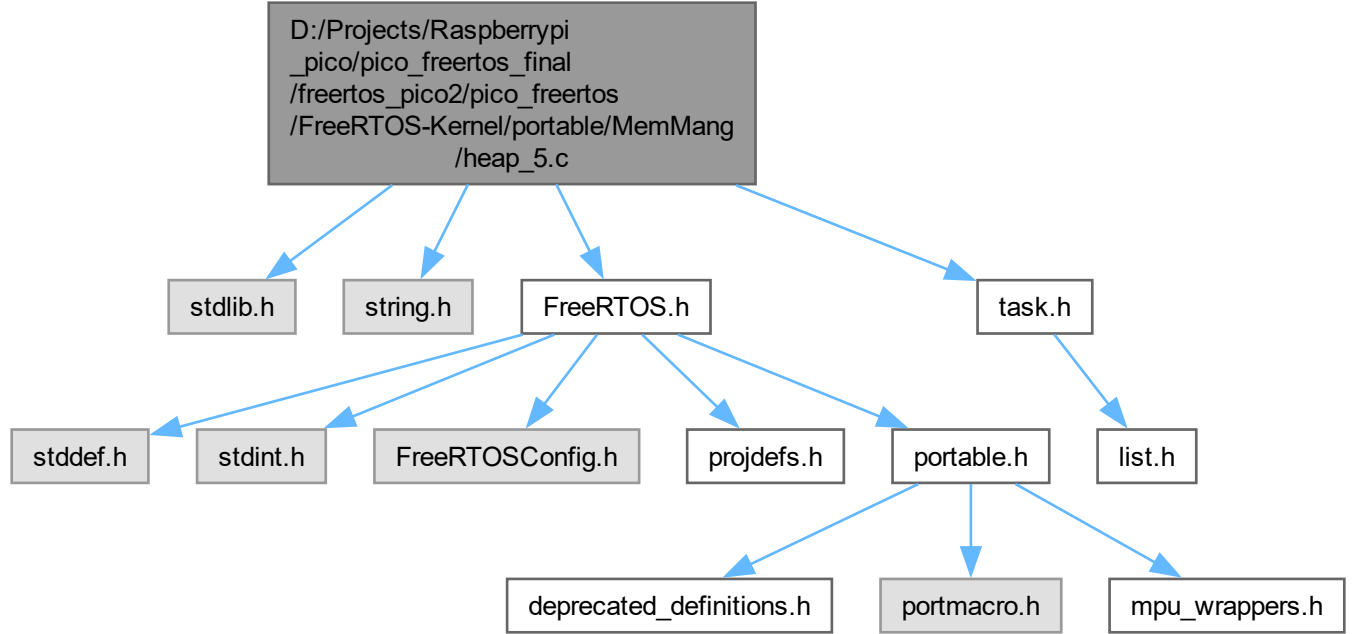 D:/Projects/Raspberrypi
_pico/pico_freertos_final
/freertos_pico2/pico_freertos
/FreeRTOS-Kernel/portable/MemMang
/heap_5.c
stdlib.h
string.h
FreeRTOS.h
task.h
stddef.h
stdint.h
FreeRTOSConfig.h
projdefs.h
portable.h
list.h
deprecated_definitions.h
portmacro.h
mpu_wrappers.h